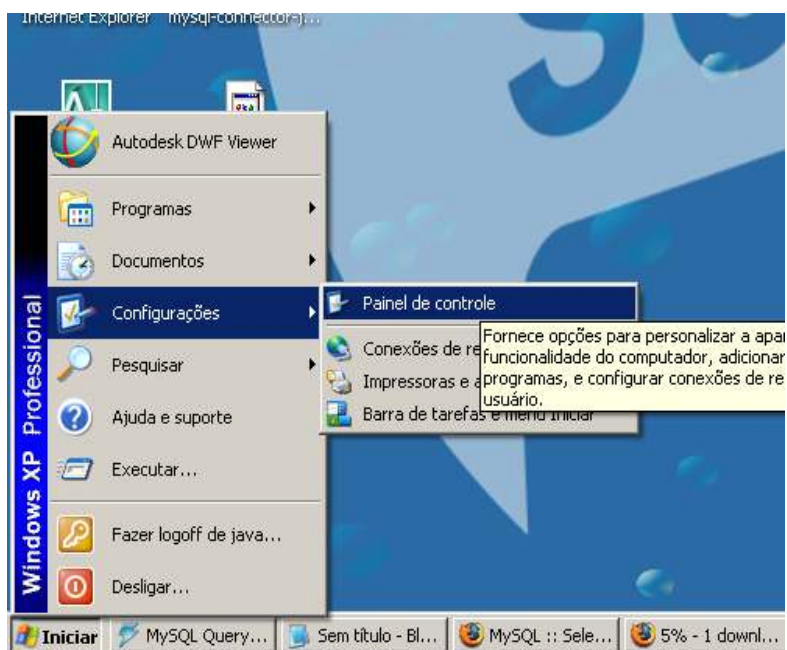 Internet Explorer mysql-connector-j...
Autodesk DWF Viewer
Programas
Documentos
Configurações
Pesquisar
Ajuda e suporte
Executar...
Fazer logoff de java...
Desligar...
Windows XP Professional
Painel de controle
Conexões de re
Impressoras e a
Barra de tarefas e menu Iniciar
Fornece opções para personalizar a apar
funcionalidade do computador, adicionar
programas, e configurar conexões de re
usuário.
Iniciar
MySQL Query...
Sem título - Bl...
MySQL :: Sele...
5% - 1 downl...